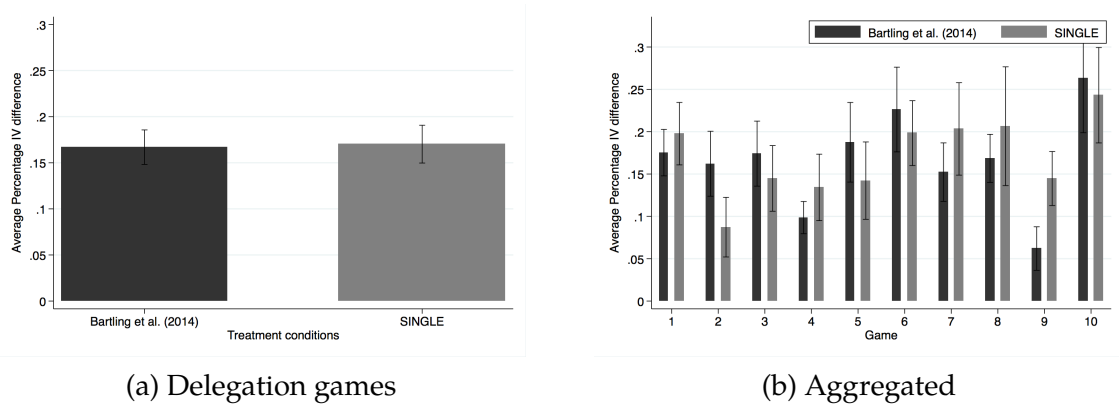 .3
.25
.2
.15
.1
.05
0
Average Percentage IV difference
Bartling et al. (2014) SINGLE
Treatment conditions
(a) Delegation games
Bartling et al. (2014) SINGLE
.3
.25
.2
.15
.1
.05
0
Average Percentage IV difference
1 2 3 4 5 6 7 8 9 10
Game
(b) Aggregated